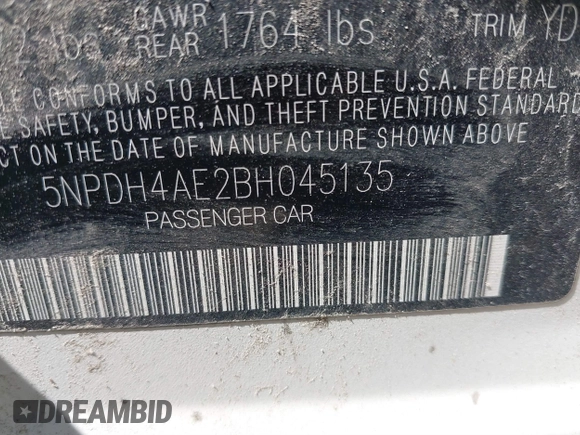 GAWR
REAR 1764 lbs TRIM YD
CONFORMS TO ALL APPLICABLE U.S.A. FEDERAL
SAFETY, BUMPER, AND THEFT PREVENTION STANDARD
ON THE DATE OF MANUFACTURE SHOWN ABOVE
5NPDH4AE2BH045135
PASSENGER CAR
DREAMBID